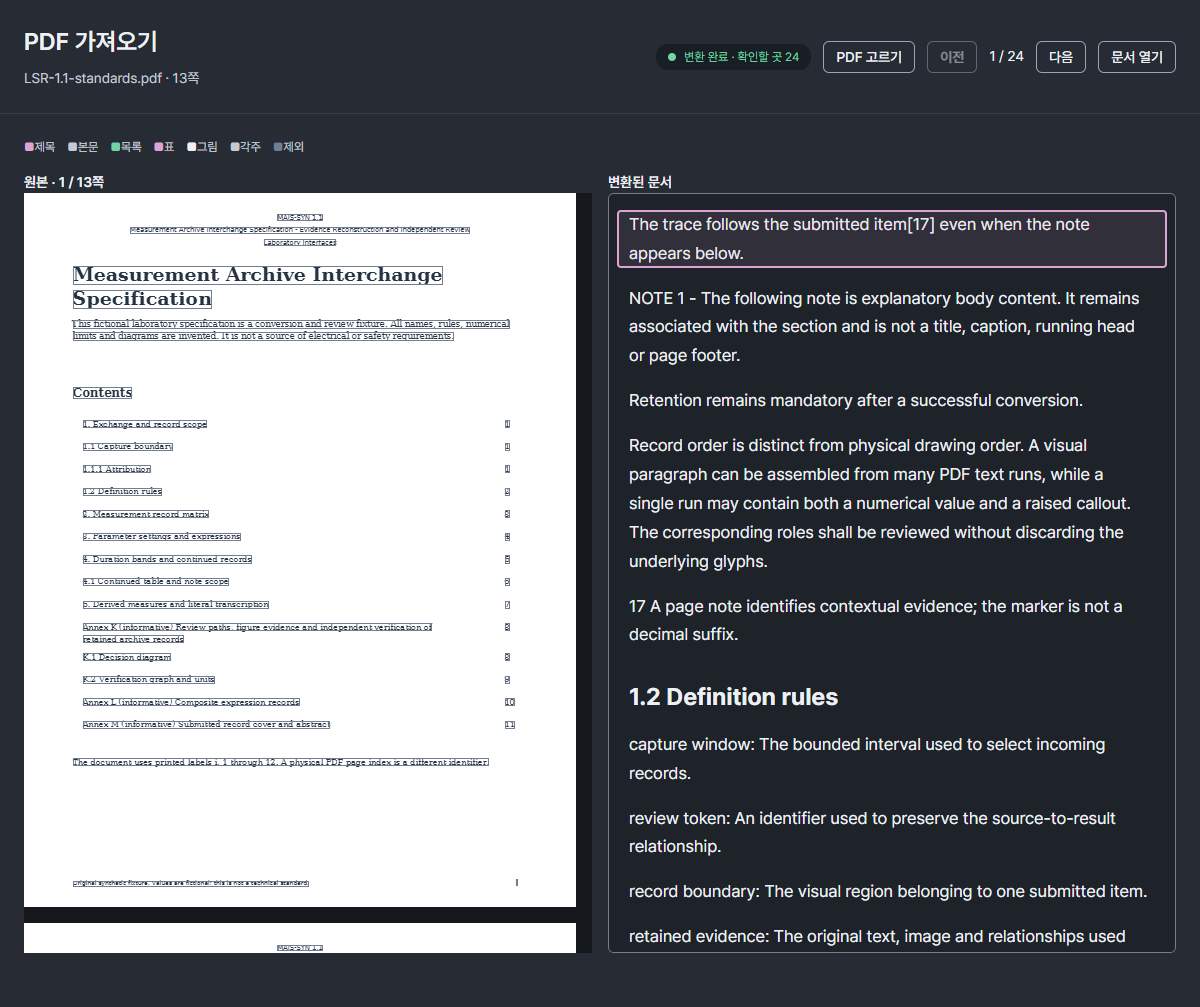 PDF 가져오기
LSR-1.1-standards.pdf · 13쪽
변환 완료 · 확인할 곳 24
PDF 고르기
이전
1 / 24
다음
문서 열기
제목
본문
목록
표
그림
각주
제외
원본 · 1 / 13쪽
MAIS-SYN 1.1
Measurement Archive Interchange Specification - Evidence Reconstruction and Independent Review
Laboratory Interfaces
Measurement Archive Interchange
Specification
This fictional laboratory specification is a conversion and review fixture. All names, rules, numerical
limits and diagrams are invented. It is not a source of electrical or safety requirements.
Contents
1. Exchange and record scope 1
1.1 Capture boundary 1
1.1.1 Attribution 1
1.2 Definition rules 2
2. Measurement record matrix 3
3. Parameter settings and expressions 4
4. Duration bands and continued records 5
4.1 Continued table and note scope 6
5. Derived measures and literal transcription 7
Annex K (informative) Review paths, figure evidence and independent verification of 8
retained archive records
K.1 Decision diagram 8
K.2 Verification graph and units 9
Annex L (informative) Composite expression records 10
Annex M (informative) Submitted record cover and abstract 11
The document uses printed labels i, 1 through 12. A physical PDF page index is a different identifier.
Original synthetic fixture. Values are fictional; this is not a technical standard.
i
MAIS-SYN 1.1
변환된 문서
The trace follows the submitted item[17] even when the note
appears below.
NOTE 1 - The following note is explanatory body content. It remains
associated with the section and is not a title, caption, running head
or page footer.
Retention remains mandatory after a successful conversion.
Record order is distinct from physical drawing order. A visual
paragraph can be assembled from many PDF text runs, while a
single run may contain both a numerical value and a raised callout.
The corresponding roles shall be reviewed without discarding the
underlying glyphs.
17 A page note identifies contextual evidence; the marker is not a
decimal suffix.
1.2 Definition rules
capture window: The bounded interval used to select incoming
records.
review token: An identifier used to preserve the source-to-result
relationship.
record boundary: The visual region belonging to one submitted item.
retained evidence: The original text, image and relationships used